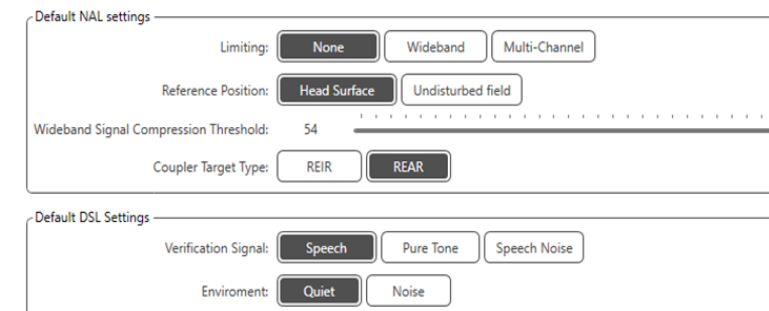 Default NAL settings
Limiting: None Wideband Multi-Channel
Reference Position: Head Surface Undisturbed field
Wideband Signal Compression Threshold: 54
Coupler Target Type: REIR REAR
Default DSL Settings
Verification Signal: Speech Pure Tone Speech Noise
Enviroment: Quiet Noise